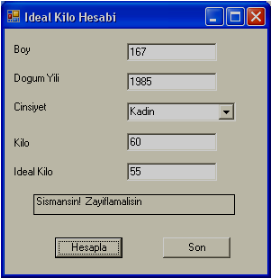 Ideal Kilo Hesabi
Boy 167
Dogum Yili 1985
Cinsiyet Kadin
Kilo 60
Ideal Kilo 55
Sismansin! Zayiflamalisin
Hesapla Son